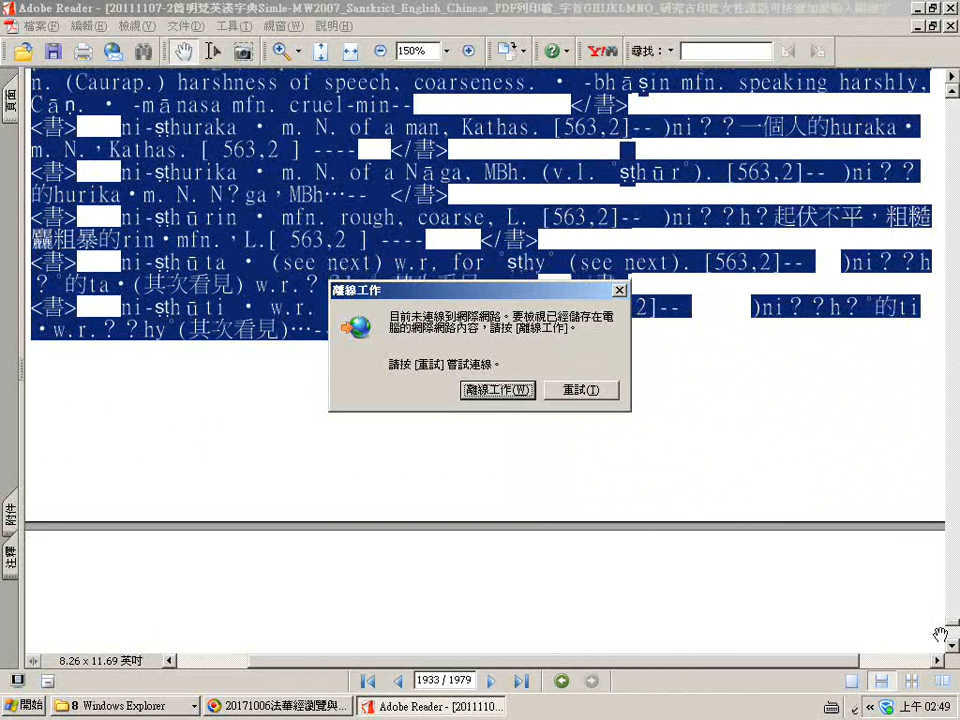 Adobe Reader - [20111107-2簡明梵英漢字典Simle-MW2007_Sanskrict_English_Chinese_PDF列印檔_字首GHIJKLMNO_研究古印度女性
檔案(F) 編輯(E) 檢視(V) 文件(D) 工具(T) 視窗(W) 說明(H)
150% Y! 尋找：
頁面
n. (Caurap.) harshness of speech, coarseness. ‧ -bhāṣin mfn. speaking harshly,
Cāṇ. ‧ -mānasa mfn. cruel-min-- </書>
<書> ni-ṣṭhuraka ‧ m. N. of a man, Kathas. [563,2]-- )ni？？一個人的huraka‧
m. N.，Kathas. [ 563,2 ] ---- </書>
<書> ni-ṣṭhurika ‧ m. N. of a Nāga, MBh. (v.l. °ṣṭhūr°). [563,2]-- )ni？？
的hurika‧m. N. N？ga，MBh…-- </書>
<書> ni-ṣṭhūrin ‧ mfn. rough, coarse, L. [563,2]-- )ni？？h？起伏不平，粗糙
麤粗暴的rin‧mfn.，L.[ 563,2 ] ---- </書>
<書> ni-ṣṭhūta ‧ (see next) w.r. for °ṣthy° (see next). [563,2]-- )ni？？h
？°的ta‧(其次看見) w.r.？
<書> ni-ṣṭhūti ‧ w.r. 2]-- )ni？？h？°的ti
‧w.r.？？hy°(其次看見)…--
離線工作
目前未連線到網際網路。要檢視已經儲存在電
腦的網際網路內容，請按 [離線工作]。
請按 [重試] 嘗試連線。
離線工作(W) 重試(T)
附件
注釋
8.26 x 11.69 英吋
1933 / 1979
開始 8 Windows Explorer 20171006法華經瀏覽與... Adobe Reader - [2011110... 上午 02:49